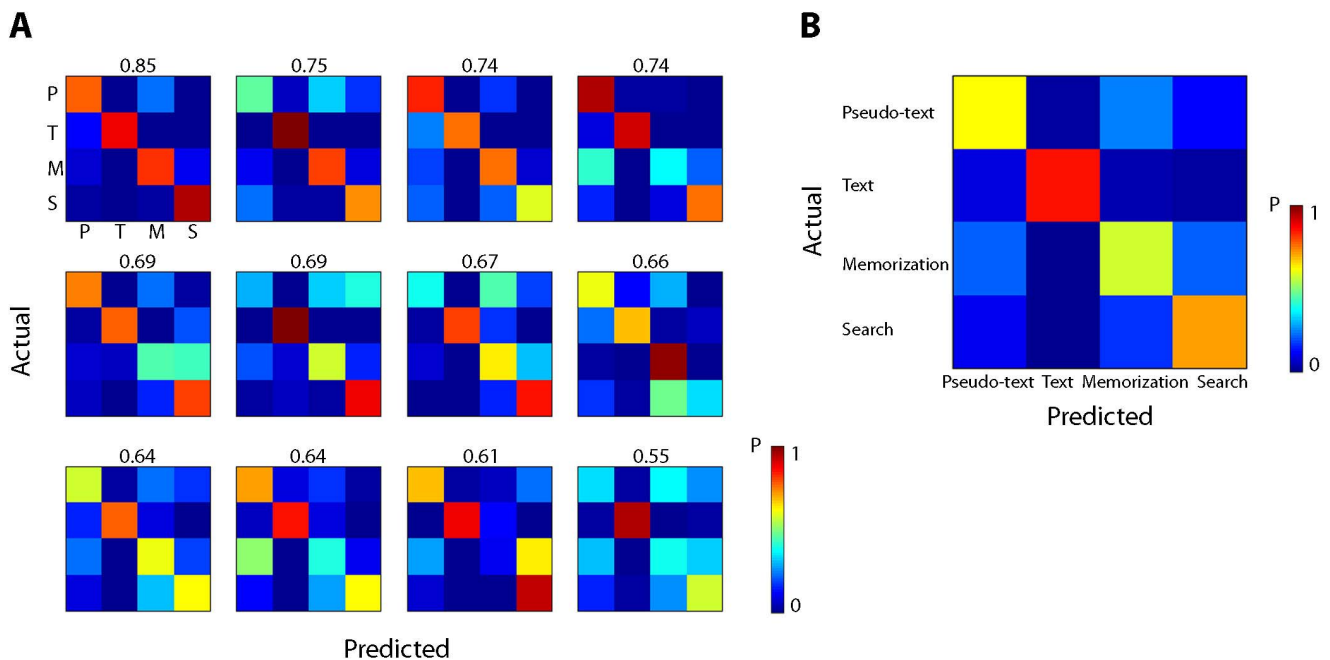 A
B
0.85 0.75 0.74 0.74
P
T
M
S
P T M S
0.69 0.69 0.67 0.66
Actual
0.64 0.64 0.61 0.55
P
1
0
Predicted
Pseudo-text
Text
Memorization
Search
Actual
Pseudo-text Text Memorization Search
Predicted
P
1
0